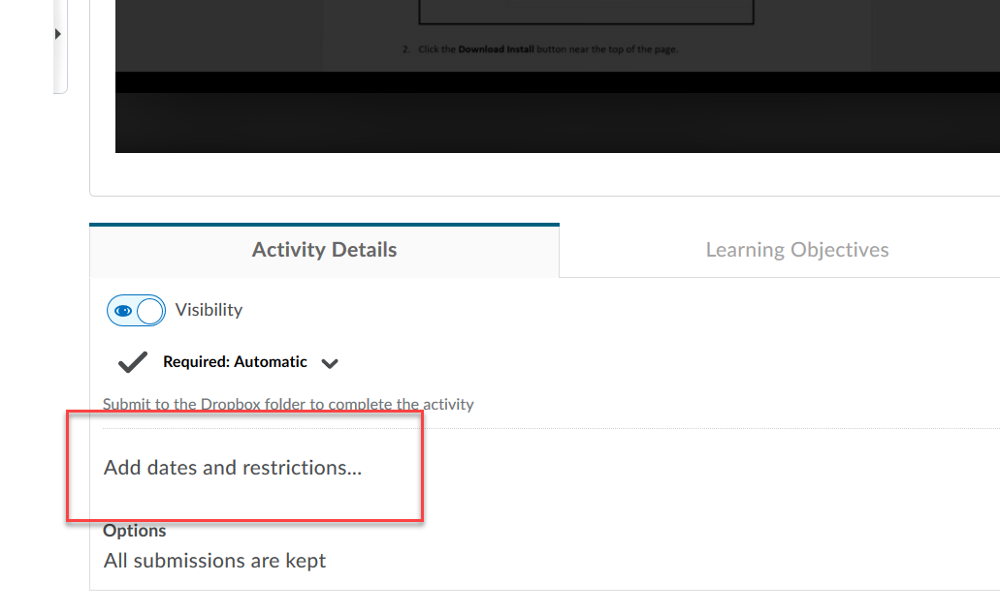 2. Click the Download Install button near the top of the page.
Activity Details
Learning Objectives
Visibility
Required: Automatic
Submit to the Dropbox folder to complete the activity
Add dates and restrictions...
Options
All submissions are kept